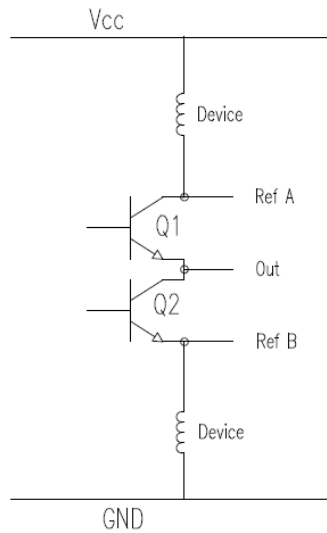 Vcc
Device
Ref A
Q1
Out
Q2
Ref B
Device
GND